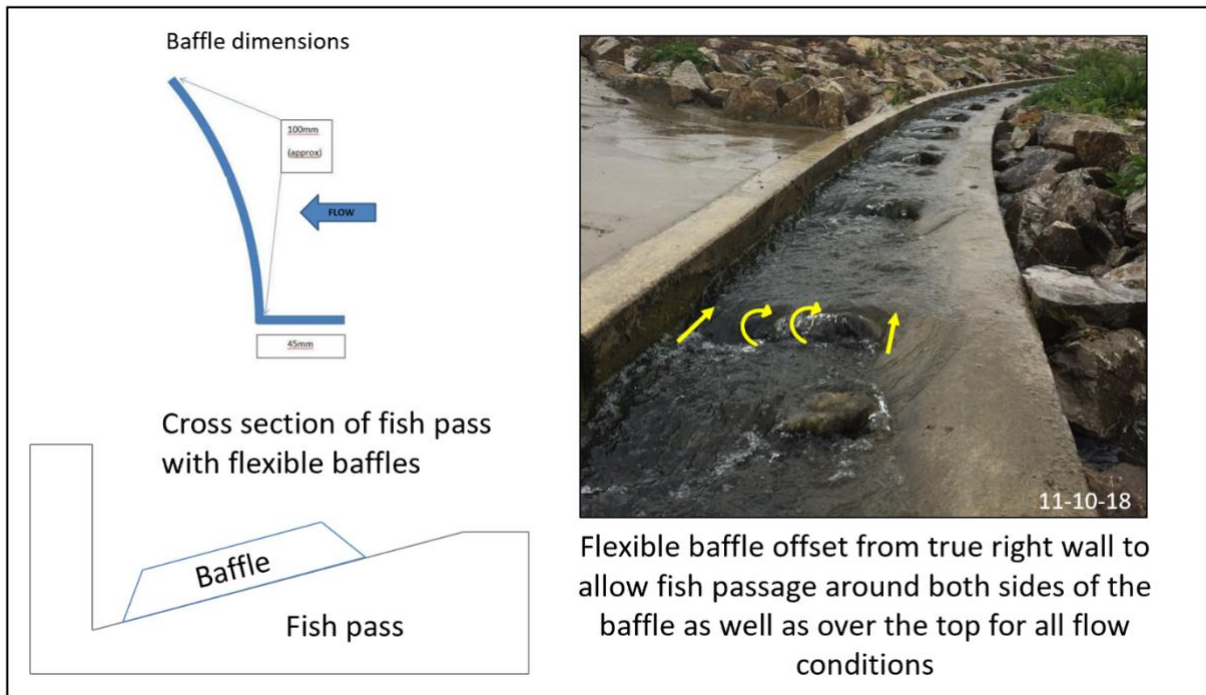 Baffle dimensions
100mm
(approx)
FLOW
45mm
Cross section of fish pass
with flexible baffles
Baffle
Fish pass
11-10-18
Flexible baffle offset from true right wall to
allow fish passage around both sides of the
baffle as well as over the top for all flow
conditions